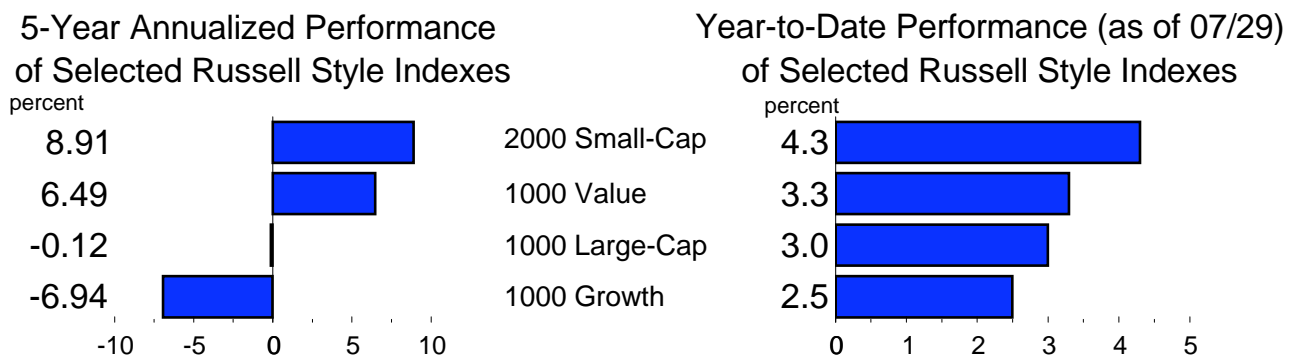 5-Year Annualized Performance
of Selected Russell Style Indexes
percent
8.91
6.49
-0.12
-6.94
-10 -5 0 5 10
2000 Small-Cap
1000 Value
1000 Large-Cap
1000 Growth
Year-to-Date Performance (as of 07/29)
of Selected Russell Style Indexes
percent
4.3
3.3
3.0
2.5
0 1 2 3 4 5